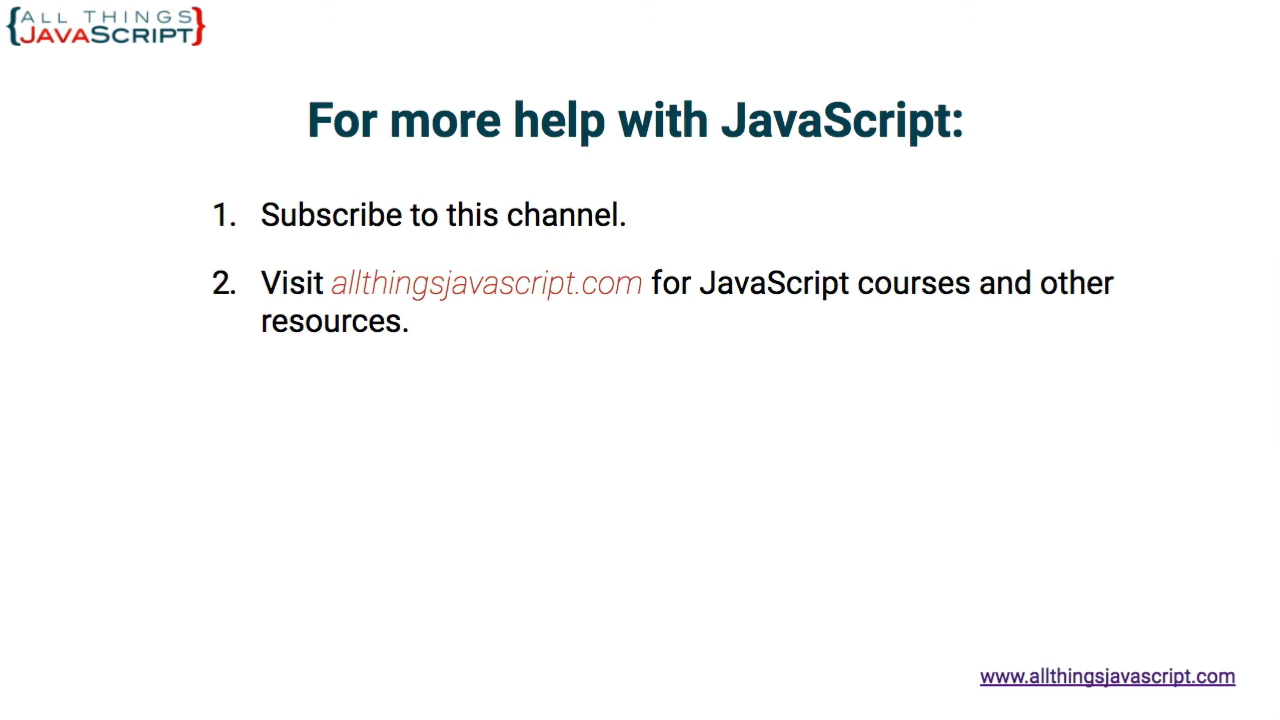 {ALL THINGS
JAVASCRIPT}
For more help with JavaScript:
1. Subscribe to this channel.
2. Visit allthingsjavascript.com for JavaScript courses and other
resources.
www.allthingsjavascript.com